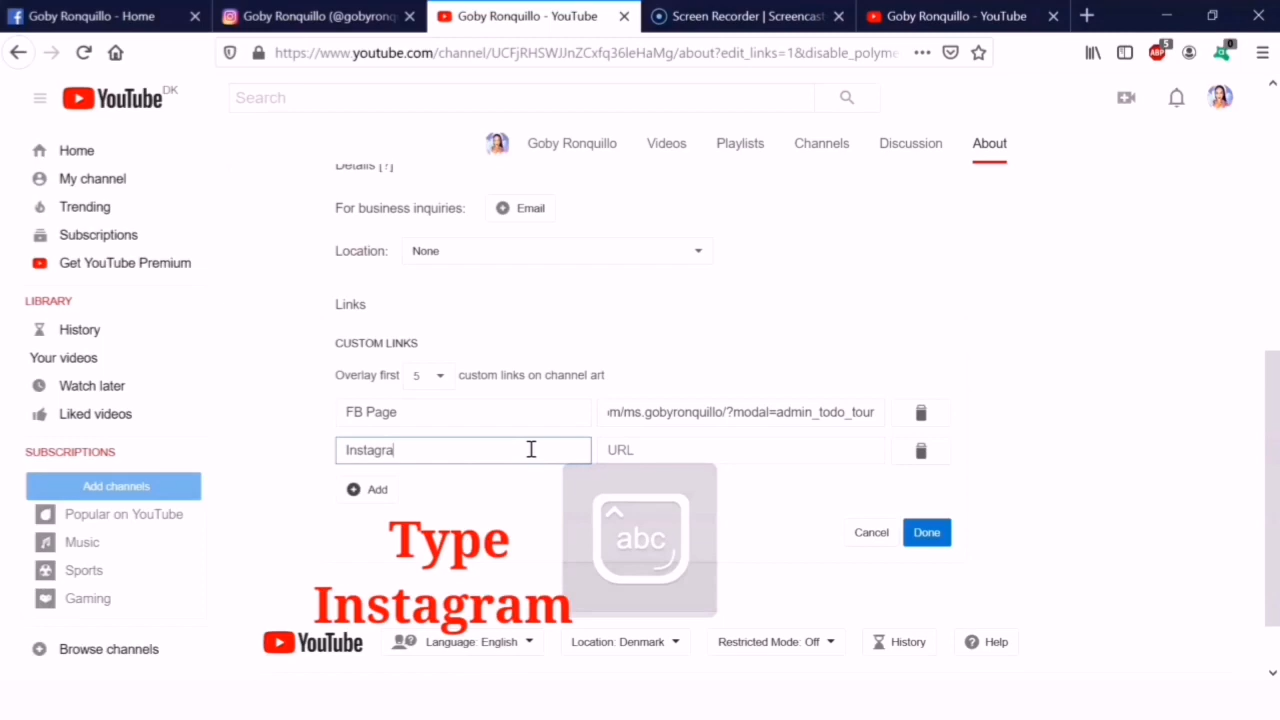 Goby Ronquillo - Home
Goby Ronquillo (@gobyronq
Goby Ronquillo - YouTube
Screen Recorder | Screencast
Goby Ronquillo - YouTube
https://www.youtube.com/channel/UCFjRHSWJJnZCxfq36leHaMg/about?edit_links=1&disable_polyme
5
0
YouTube DK
Search
Goby Ronquillo
Videos
Playlists
Channels
Discussion
About
Home
My channel
Trending
Subscriptions
Get YouTube Premium
LIBRARY
History
Your videos
Watch later
Liked videos
SUBSCRIPTIONS
Add channels
Popular on YouTube
Music
Sports
Gaming
Browse channels
Details [?]
For business inquiries: Email
Location: None
Links
CUSTOM LINKS
Overlay first 5 custom links on channel art
FB Page
om/ms.gobyronquillo/?modal=admin_todo_tour
Instagra
URL
Add
abc
Cancel
Done
Type
Instagram
YouTube
Language: English
Location: Denmark
Restricted Mode: Off
History
Help